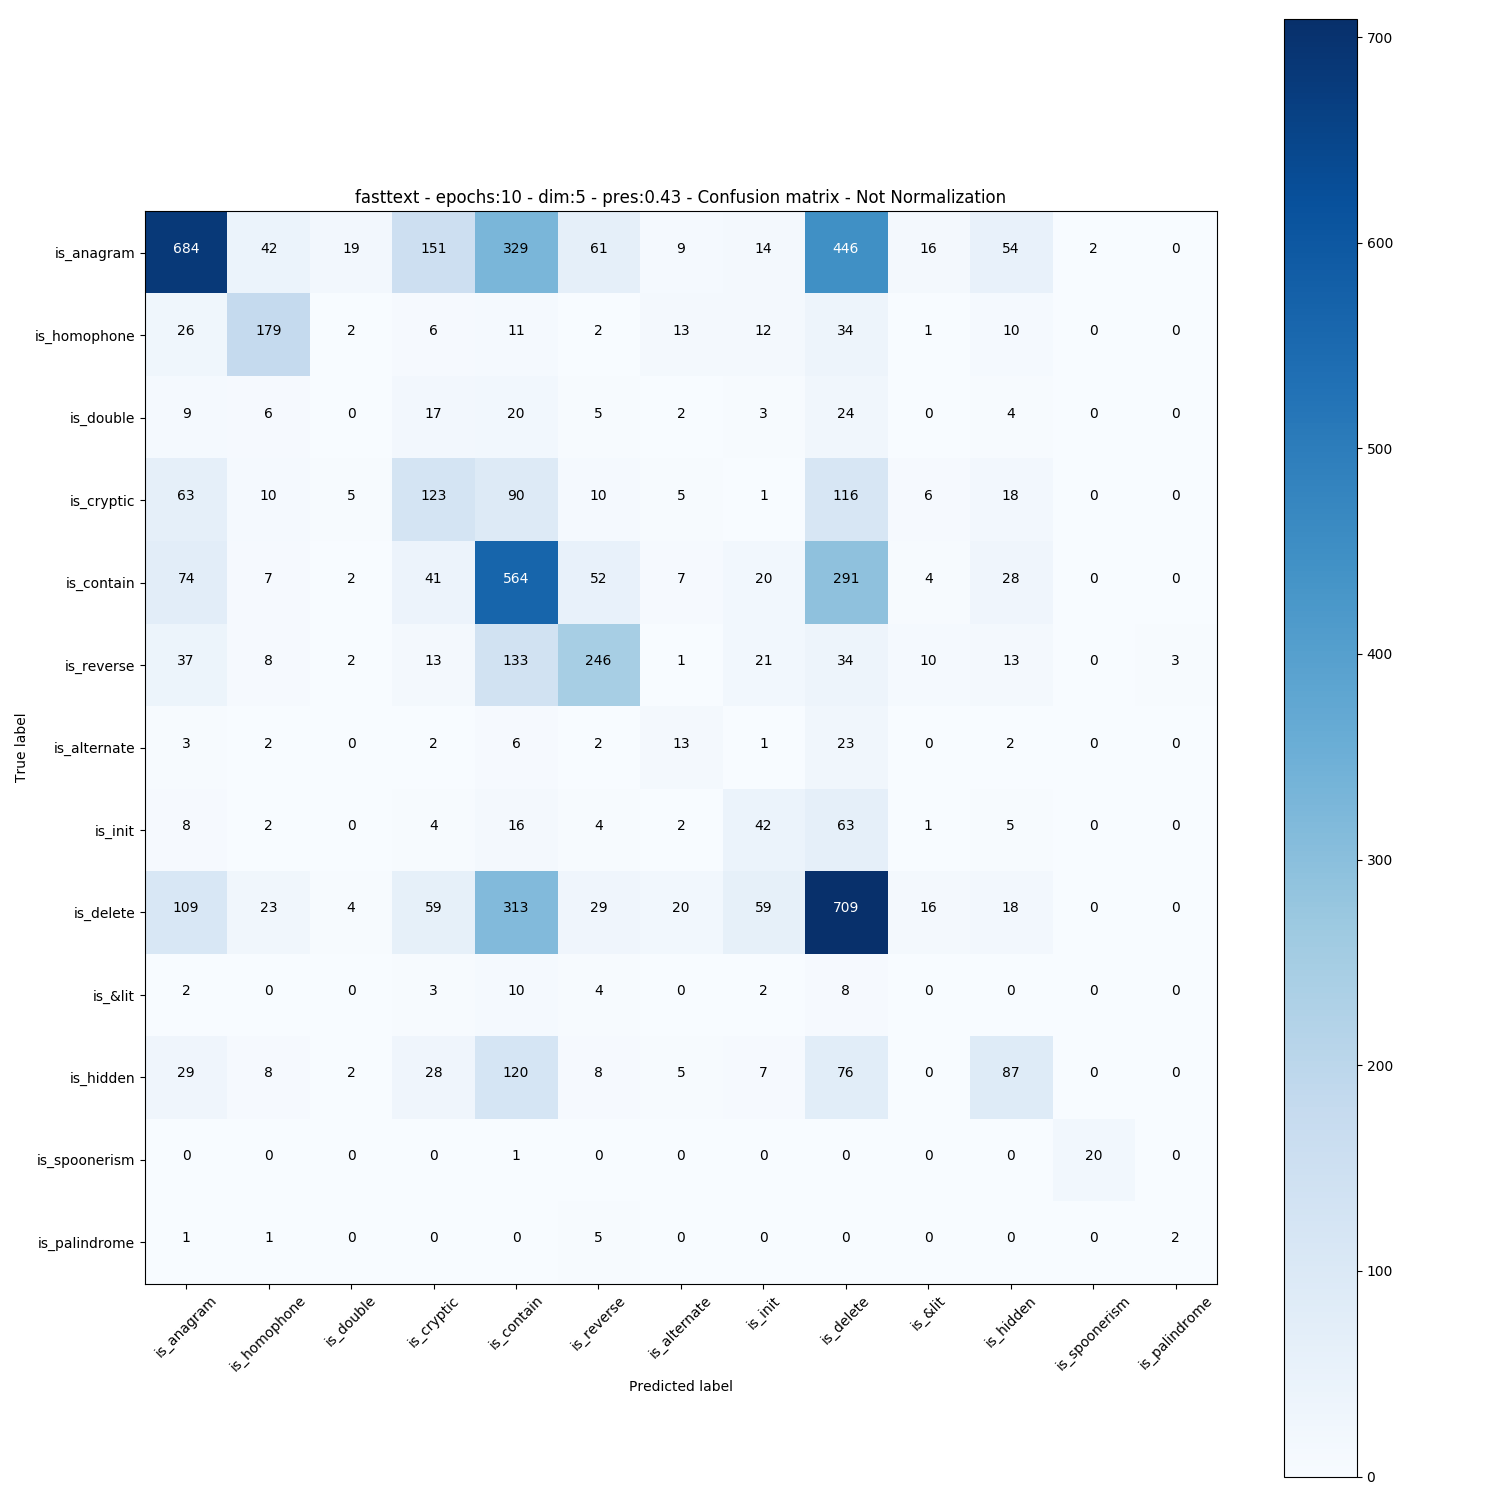 fasttext - epochs:10 - dim:5 - pres:0.43 - Confusion matrix - Not Normalization
is_anagram 684 42 19 151 329 61 9 14 446 16 54 2 0
is_homophone 26 179 2 6 11 2 13 12 34 1 10 0 0
is_double 9 6 0 17 20 5 2 3 24 0 4 0 0
is_cryptic 63 10 5 123 90 10 5 1 116 6 18 0 0
is_contain 74 7 2 41 564 52 7 20 291 4 28 0 0
is_reverse 37 8 2 13 133 246 1 21 34 10 13 0 3
is_alternate 3 2 0 2 6 2 13 1 23 0 2 0 0
is_init 8 2 0 4 16 4 2 42 63 1 5 0 0
is_delete 109 23 4 59 313 29 20 59 709 16 18 0 0
is_&lit 2 0 0 3 10 4 0 2 8 0 0 0 0
is_hidden 29 8 2 28 120 8 5 7 76 0 87 0 0
is_spoonerism 0 0 0 0 1 0 0 0 0 0 0 20 0
is_palindrome 1 1 0 0 0 5 0 0 0 0 0 0 2
is_anagram is_homophone is_double is_cryptic is_contain is_reverse is_alternate is_init is_delete is_&lit is_hidden is_spoonerism is_palindrome
Predicted label
True label
700
600
500
400
300
200
100
0